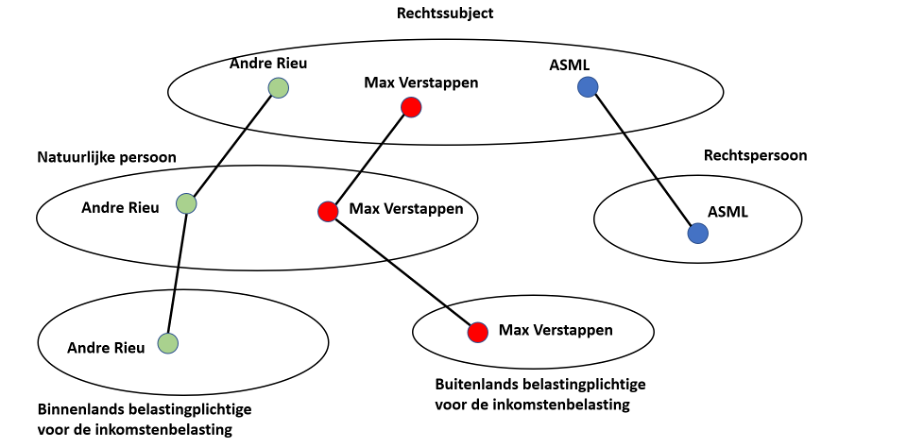 Rechtssubject
Andre Rieu
Max Verstappen
ASML
Natuurlijke persoon
Rechtspersoon
Andre Rieu
Max Verstappen
ASML
Andre Rieu
Max Verstappen
Binnenlands belastingplichtige
voor de inkomstenbelasting
Buitenlands belastingplichtige
voor de inkomstenbelasting